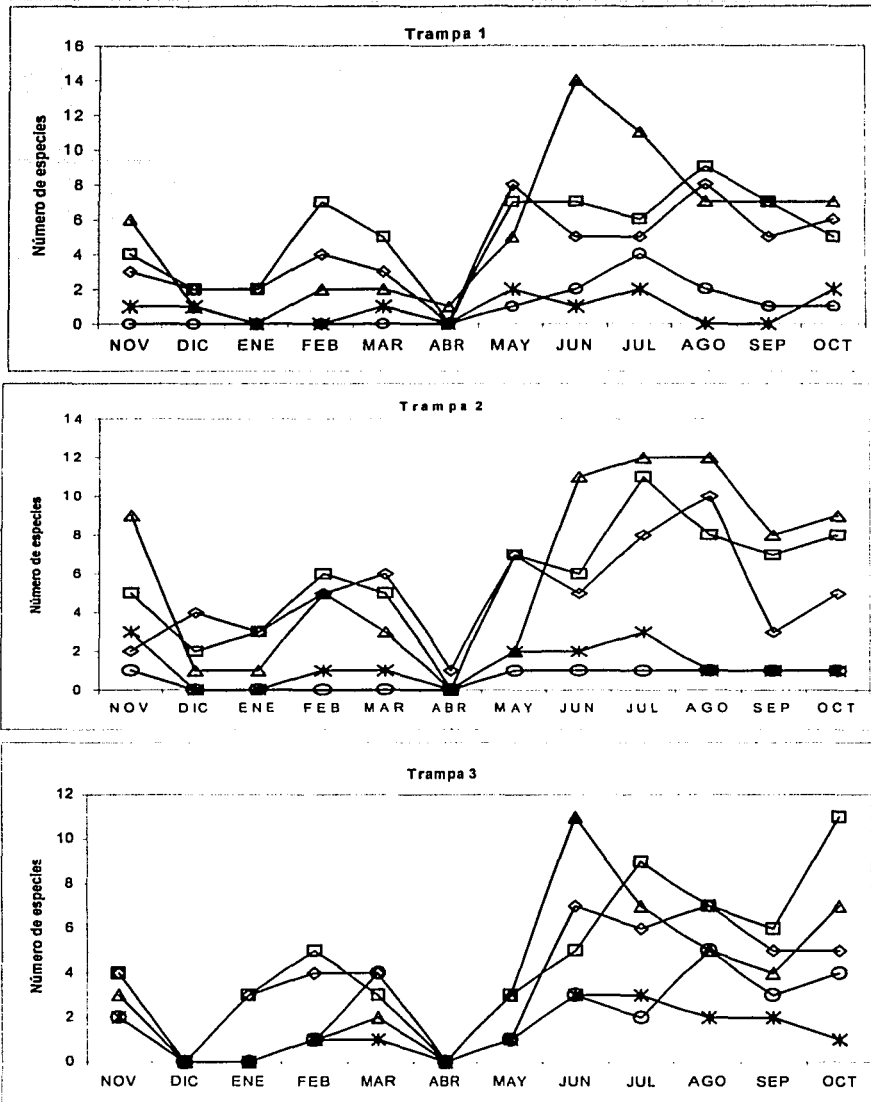 Trampa 1
Número de especies
16
14
12
10
8
6
4
2
0
NOV DIC ENE FEB MAR ABR MAY JUN JUL AGO SEP OCT
Trampa 2
Número de especies
14
12
10
8
6
4
2
0
NOV DIC ENE FEB MAR ABR MAY JUN JUL AGO SEP OCT
Trampa 3
Número de especies
12
10
8
6
4
2
0
NOV DIC ENE FEB MAR ABR MAY JUN JUL AGO SEP OCT